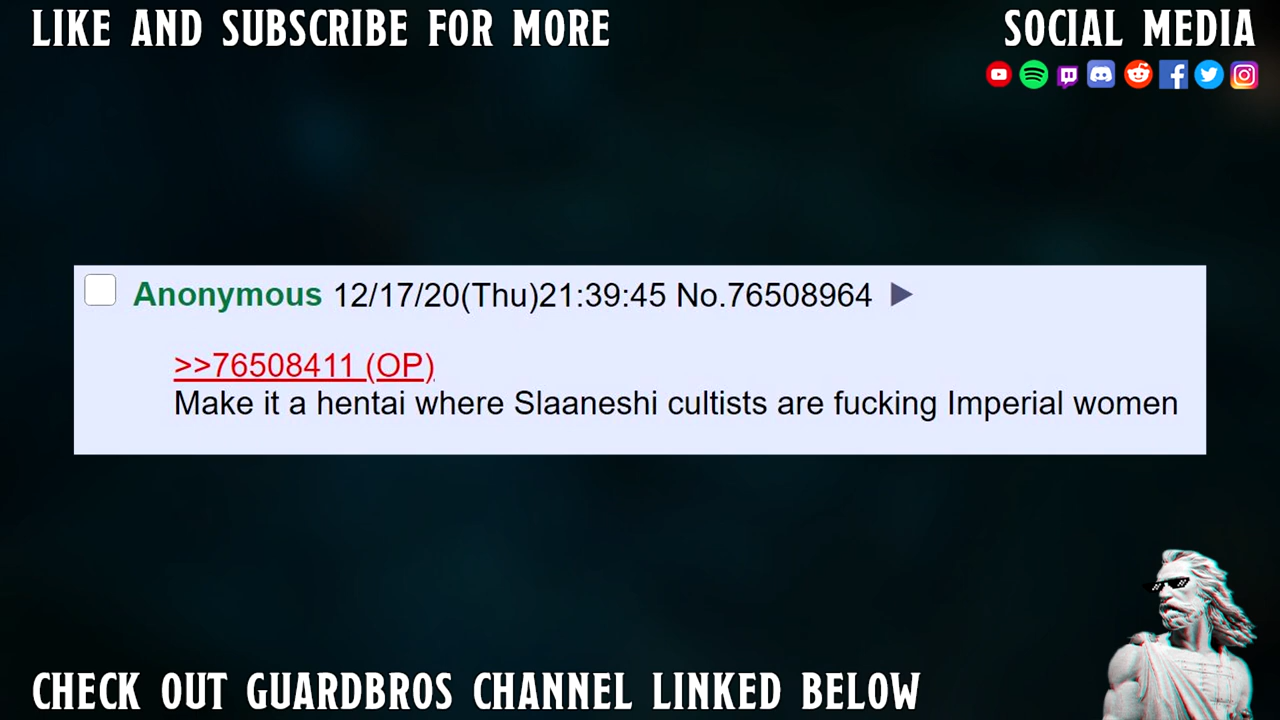 LIKE AND SUBSCRIBE FOR MORE
SOCIAL MEDIA
Anonymous 12/17/20(Thu)21:39:45 No.76508964 ▶
>>76508411 (OP)
Make it a hentai where Slaaneshi cultists are fucking Imperial women
CHECK OUT GUARDBROS CHANNEL LINKED BELOW